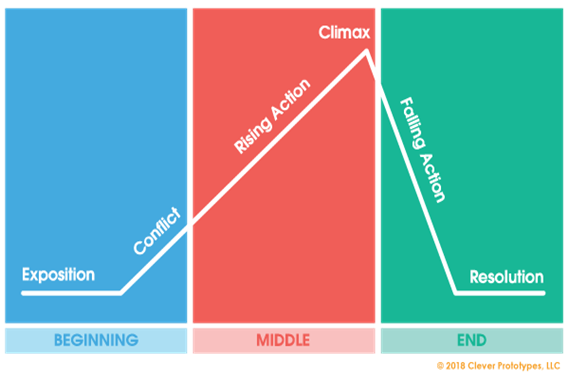 Climax
Rising Action
Falling Action
Conflict
Exposition
Resolution
BEGINNING
MIDDLE
END
© 2018 Clever Prototypes, LLC